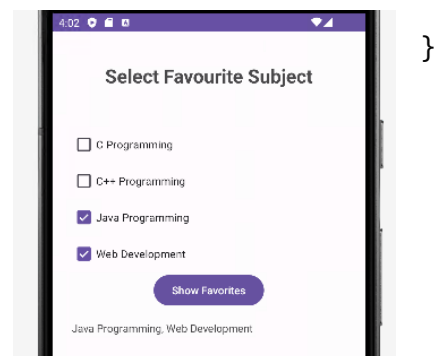 4:02
}
Select Favourite Subject
C Programming
C++ Programming
Java Programming
Web Development
Show Favorites
Java Programming, Web Development